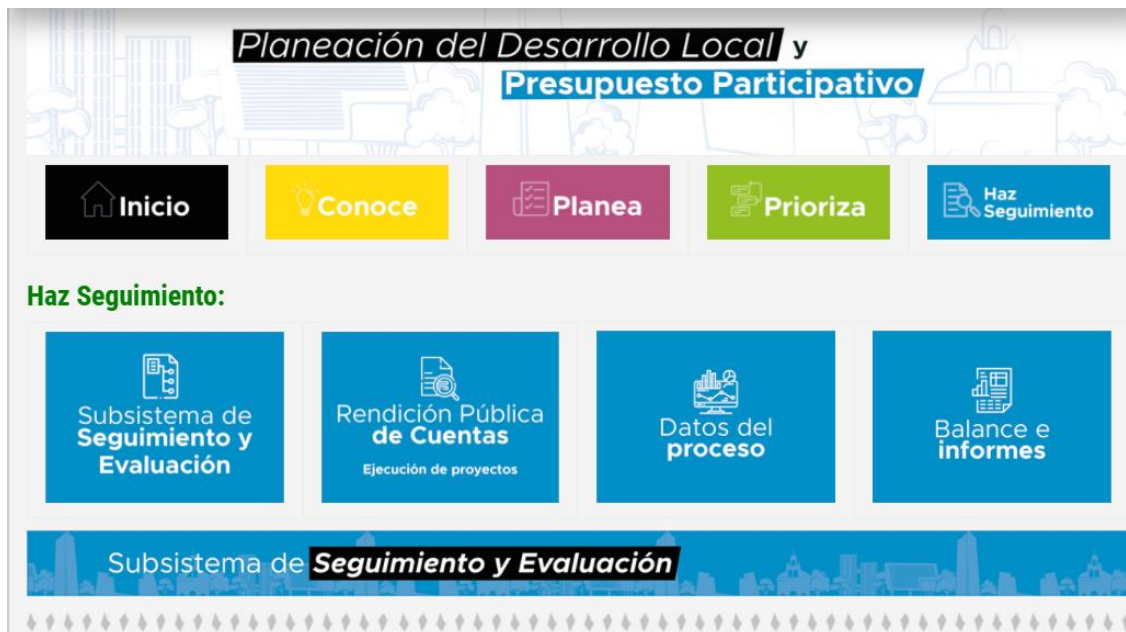 Planeación del Desarrollo Local y
Presupuesto Participativo
Inicio
Conoce
Planea
Prioriza
Haz
Seguimiento
Haz Seguimiento:
Subsistema de
Seguimiento y
Evaluación
Rendición Pública
de Cuentas
Ejecución de proyectos
Datos del
proceso
Balance e
informes
Subsistema de Seguimiento y Evaluación